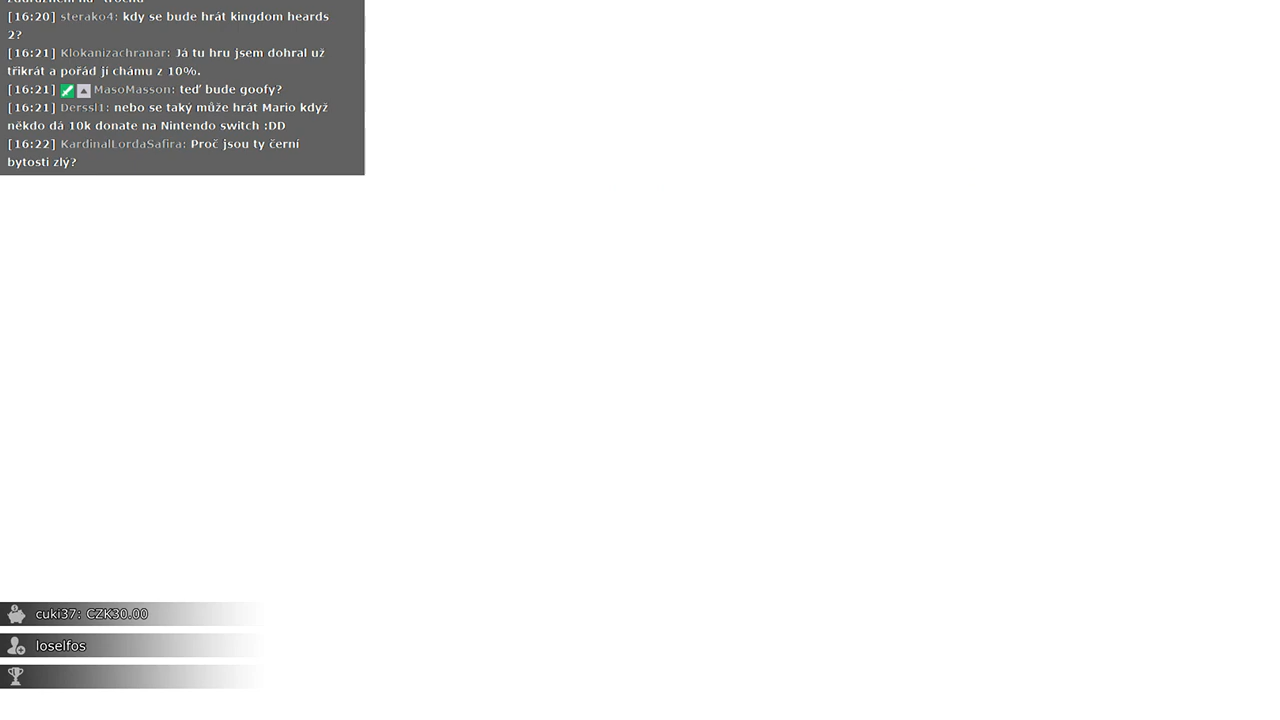 [16:20] sterako4: kdy se bude hrát kingdom heards
2?
[16:21] Klokanizachranar: Já tu hru jsem dohral už
třikrát a pořád jí chámu z 10%.
[16:21] MasoMasson: teď bude goofy?
[16:21] Derssl1: nebo se taký může hrát Mario když
někdo dá 10k donate na Nintendo switch :DD
[16:22] KardinalLordaSafira: Proč jsou ty černí
bytosti zlý?
cuki37: CZK30.00
loselfos